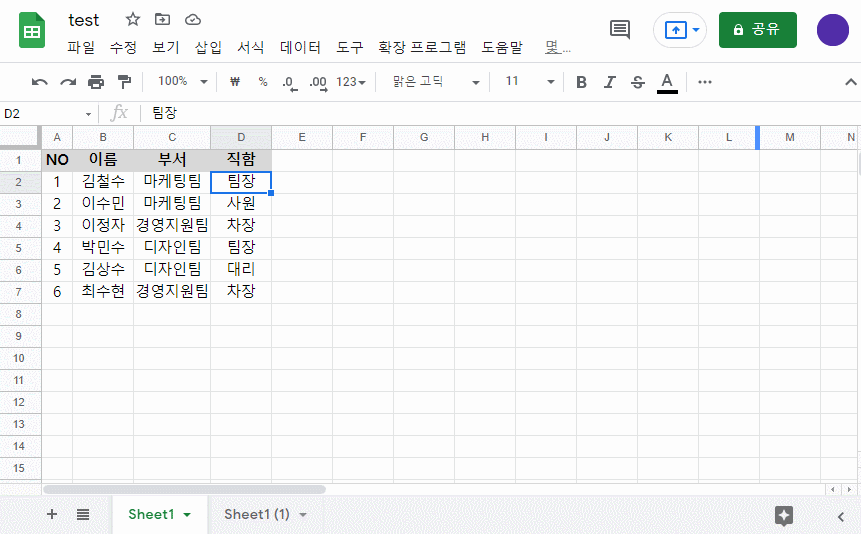 test
파일 수정 보기 삽입 서식 데이터 도구 확장 프로그램 도움말 몇 ...
공유
100% ₩ % .0 .00 123 맑은 고딕 11 B I S A
D2 fx 팀장
A B C D E F G H I J K L M N
1 NO 이름 부서 직함
2 1 김철수 마케팅팀 팀장
3 2 이수민 마케팅팀 사원
4 3 이정자 경영지원팀 차장
5 4 박민수 디자인팀 팀장
6 5 김상수 디자인팀 대리
7 6 최수현 경영지원팀 차장
8
9
10
11
12
13
14
15
Sheet1 Sheet1 (1)